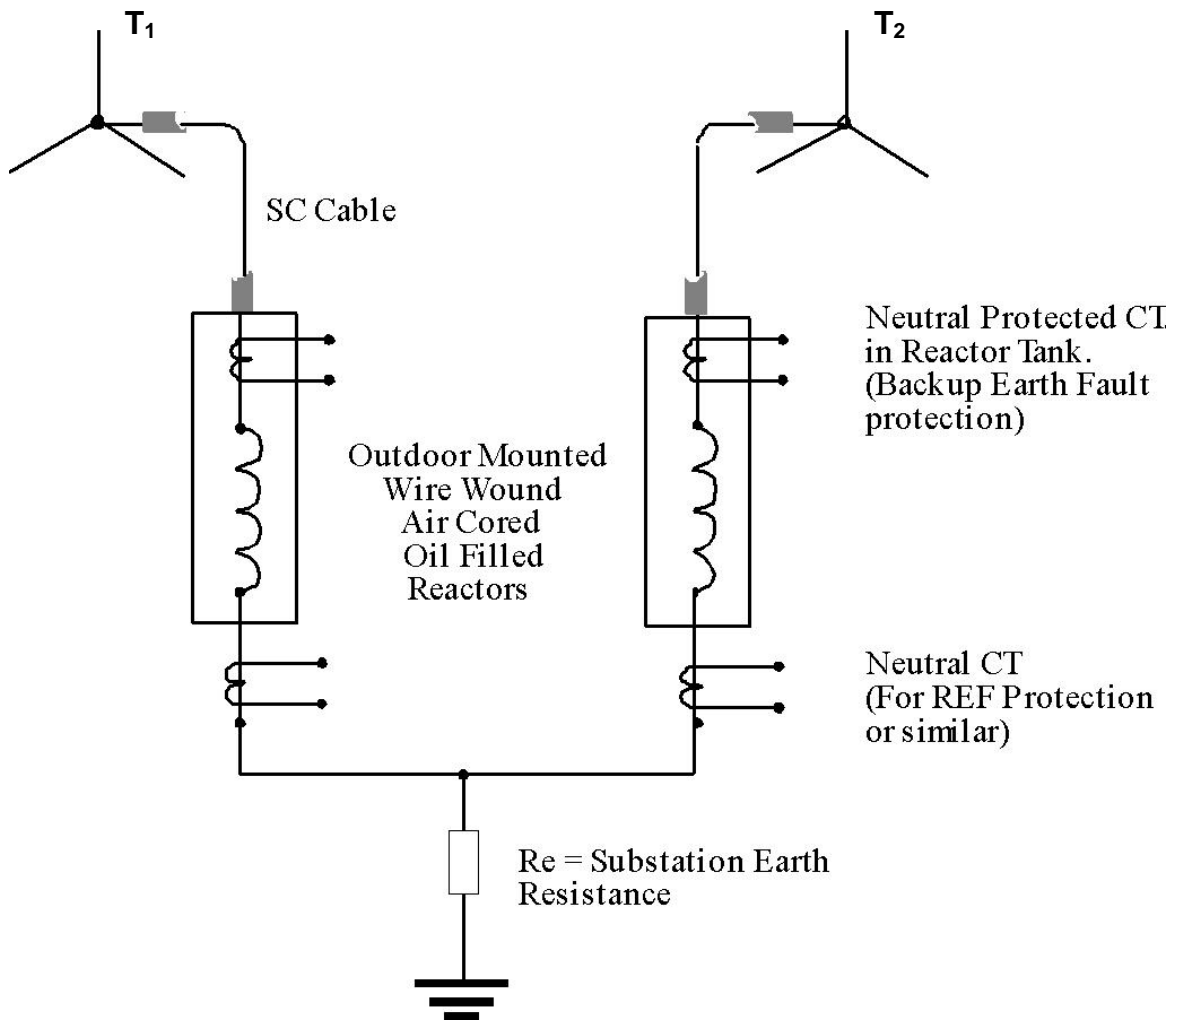 T₁
T₂
SC Cable
Neutral Protected CT
in Reactor Tank.
(Backup Earth Fault
protection)
Outdoor Mounted
Wire Wound
Air Cored
Oil Filled
Reactors
Neutral CT
(For REF Protection
or similar)
Re = Substation Earth
Resistance